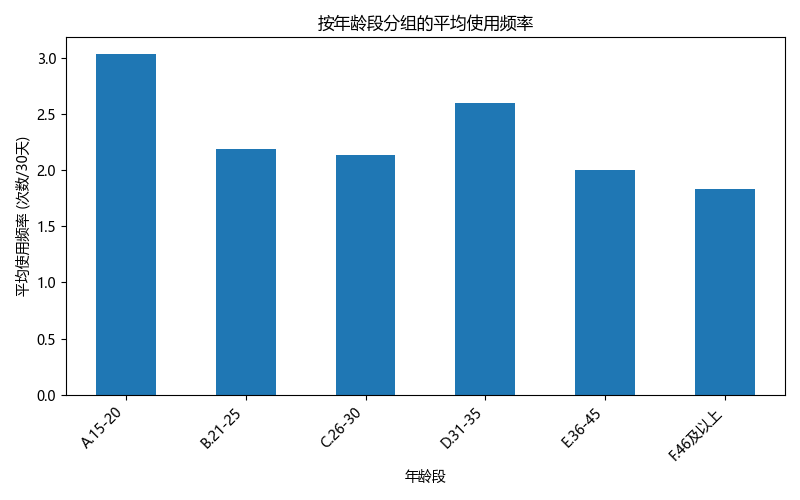 按年龄段分组的平均使用频率
平均使用频率 (次数/30天)
3.0
2.5
2.0
1.5
1.0
0.5
0.0
A.15-20
B.21-25
C.26-30
D.31-35
E.36-45
F.46及以上
年龄段